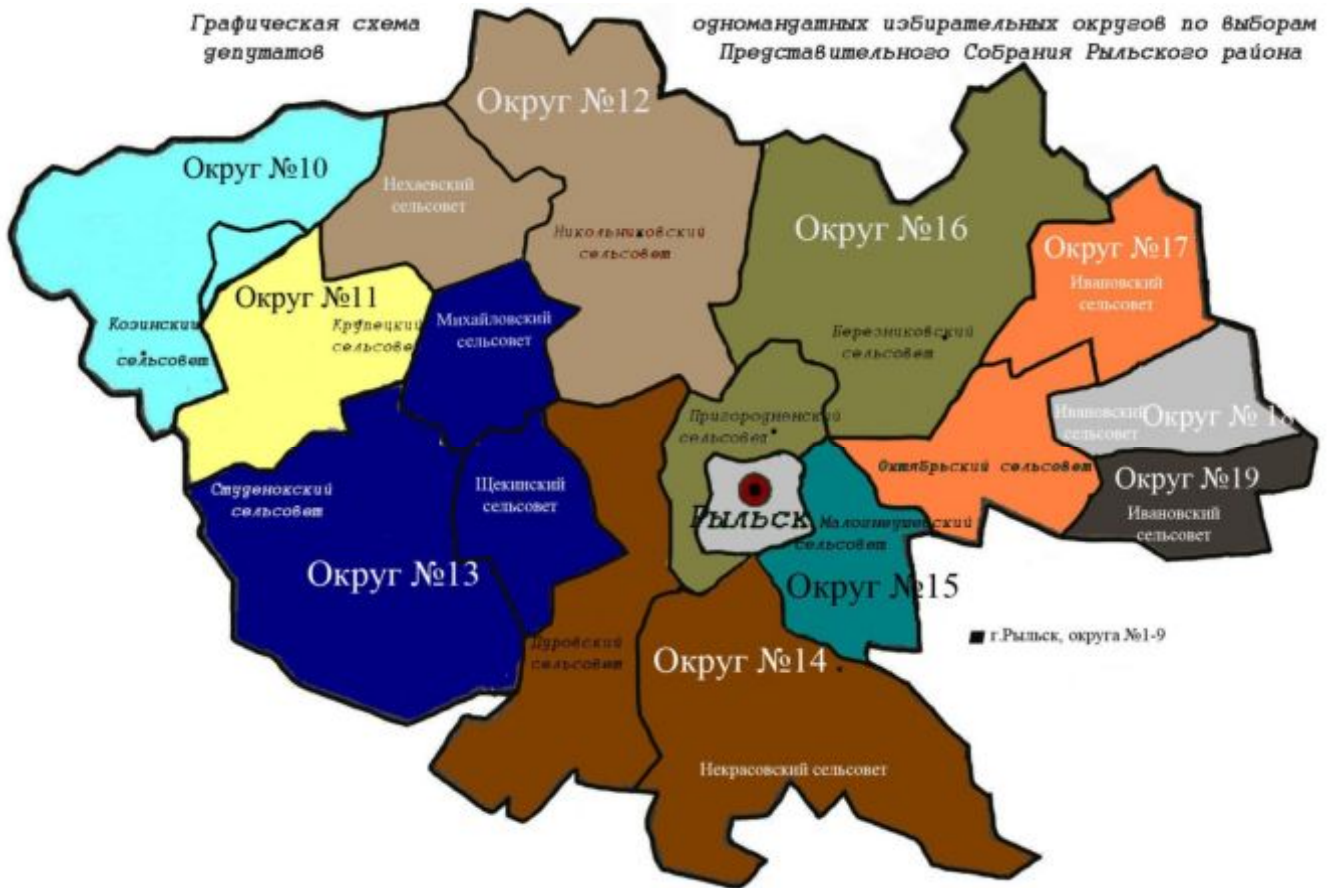 Графическая схема одномандатных избирательных округов по выборам
депутатов Представительного Собрания Рыльского района
Округ №12
Округ №10
Нехаевский
сельсовет
Никольниковский
сельсовет
Округ №16
Округ №17
Ивановский
сельсовет
Округ №11
Козинский
сельсовет
Крупецкий
сельсовет
Михайловский
сельсовет
Березниковский
сельсовет
Пригородненский
сельсовет
Ивановский
сельсовет
Округ № 18
Октябрьский сельсовет
Округ №19
Ивановский
сельсовет
Студенокский
сельсовет
Щекинский
сельсовет
Рыльск
сельсовет
Округ №13
Округ №15
г.Рыльск, округа №1-9
сельсовет
Округ №14
Некрасовский сельсовет